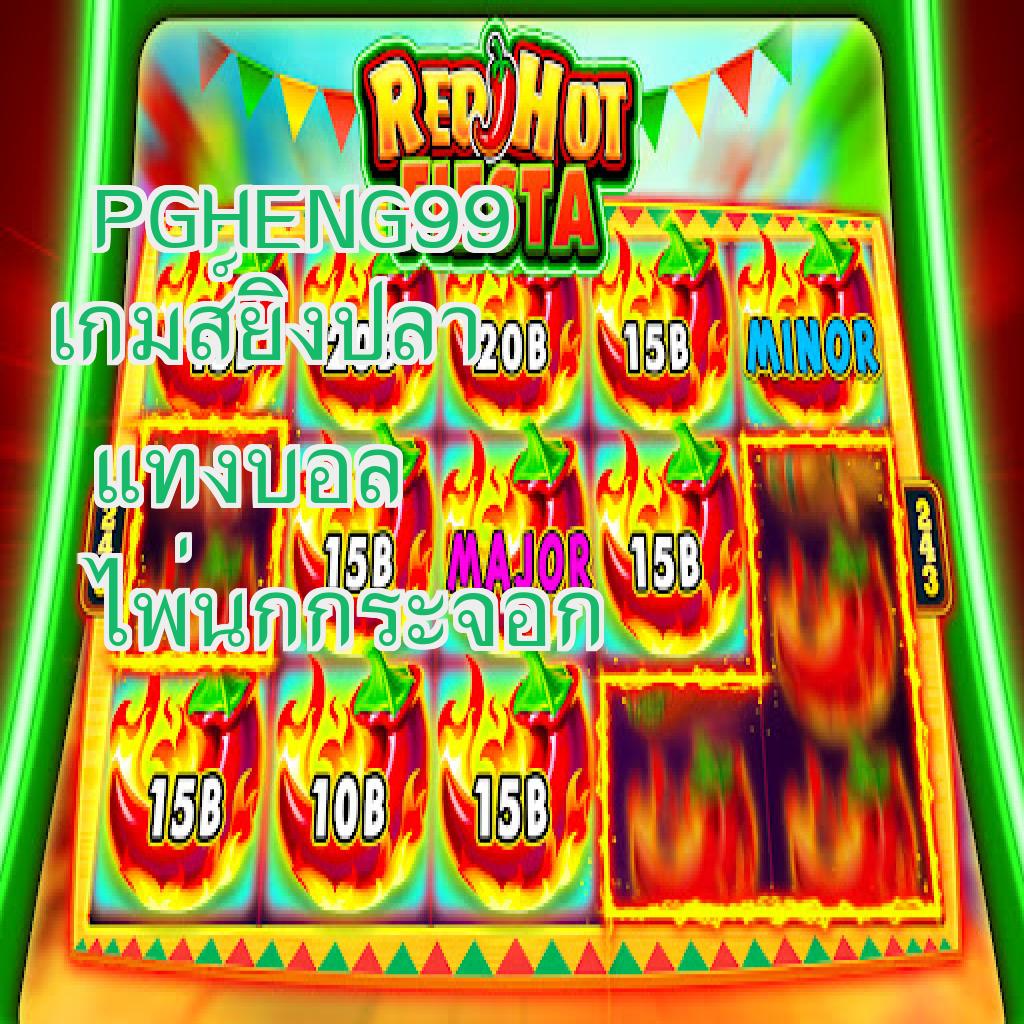 RED HOT
FIESTA
PGHENG99
เกมส์ยิงปลา
20B 20B 15B MINOR
แทงบอล
15B MAJOR 15B
243
ไพ่นกกระจอก
15B 10B 15B